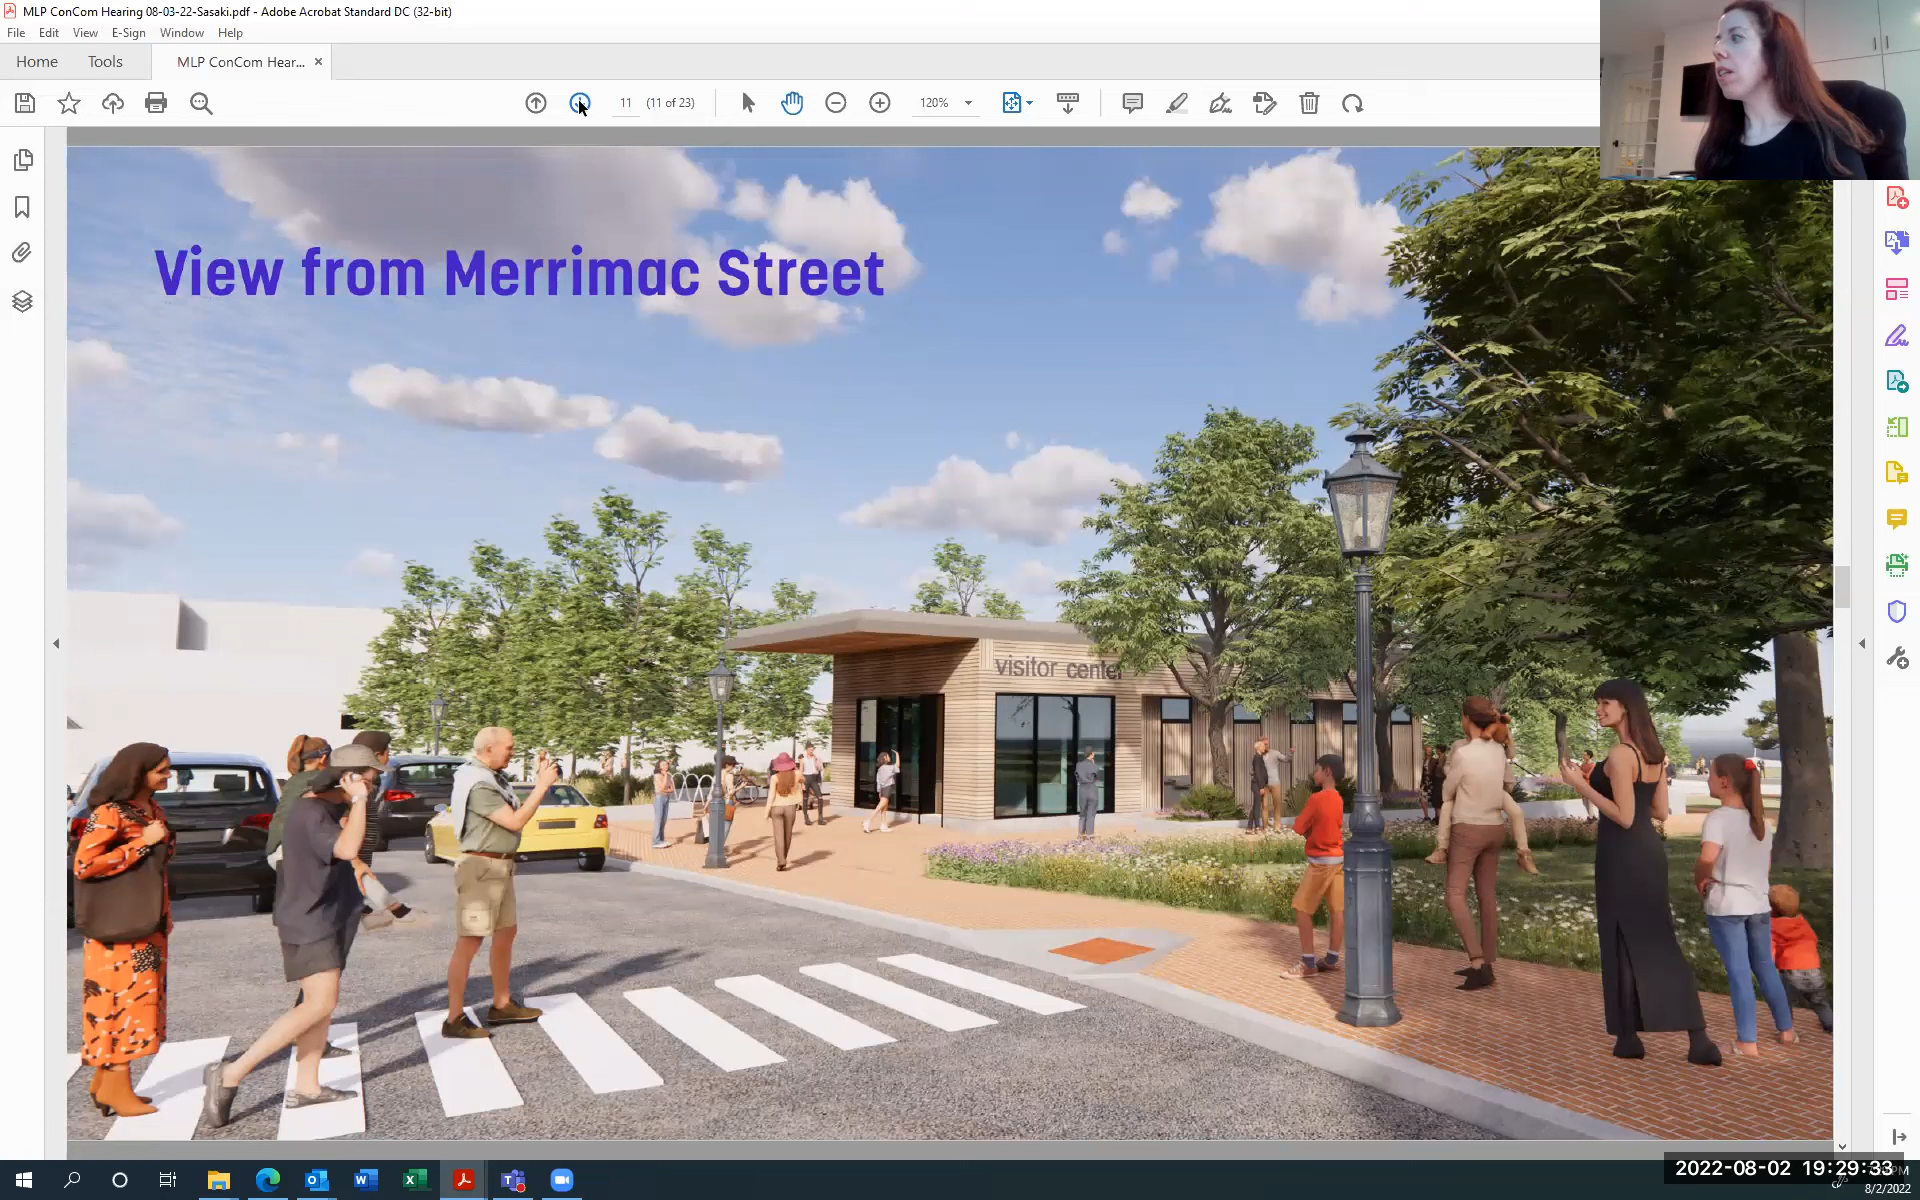 MLP ConCom Hearing 08-03-22-Sasaki.pdf - Adobe Acrobat Standard DC (32-bit)
File Edit View E-Sign Window Help
Home Tools MLP ConCom Hear... ×
11 (11 of 23) 120%
View from Merrimac Street
visitor center
2022-08-02 19:29:33
8/2/2022